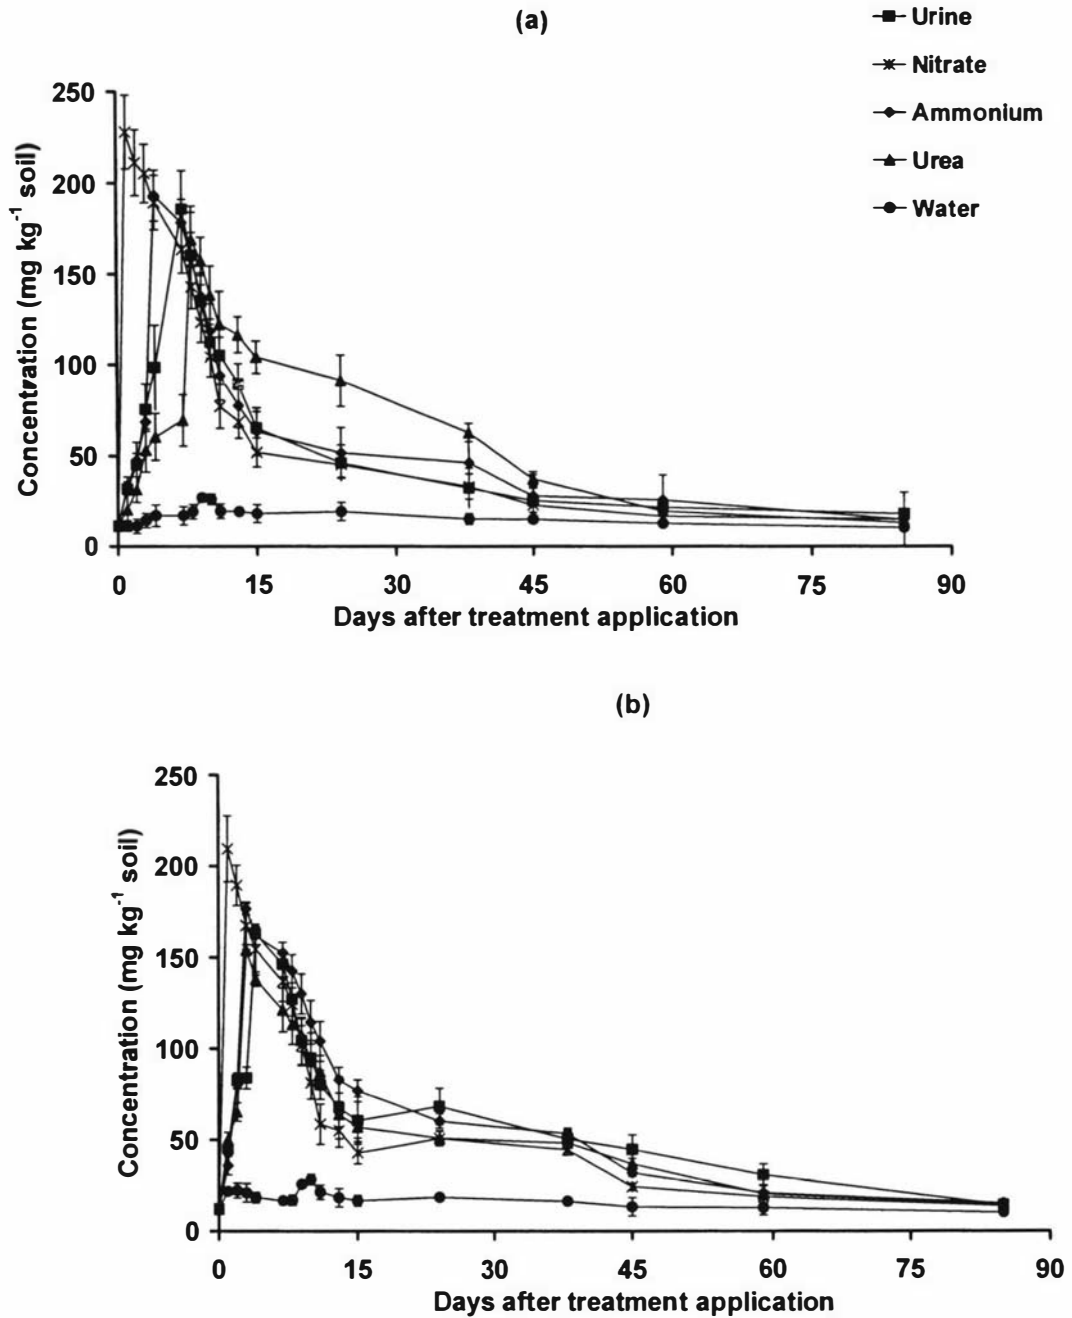 (a)
Urine
Nitrate
Ammonium
Urea
Water
250
200
150
100
50
0
Concentration (mg kg⁻¹ soil)
0 15 30 45 60 75 90
Days after treatment application
(b)
250
200
150
100
50
0
Concentration (mg kg⁻¹ soil)
0 15 30 45 60 75 90
Days after treatment application